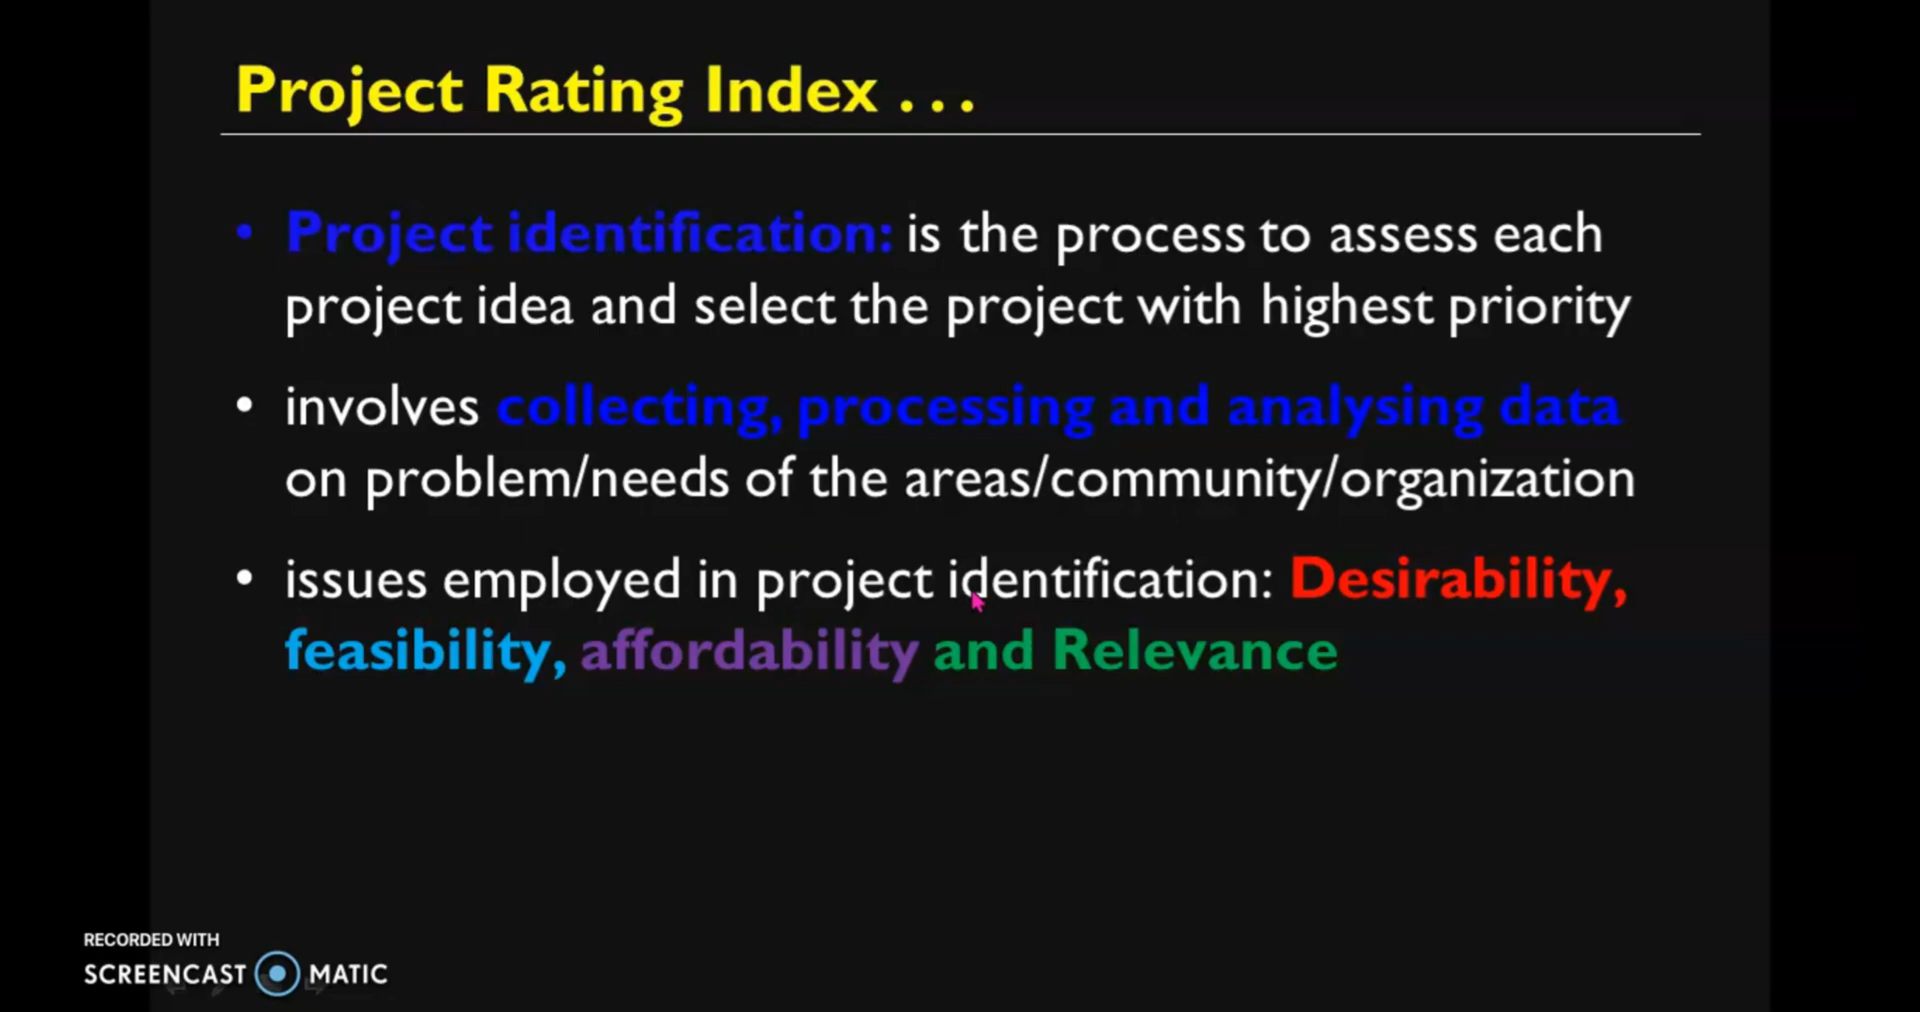 Project Rating Index . . .
• Project identification: is the process to assess each
project idea and select the project with highest priority
• involves collecting, processing and analysing data
on problem/needs of the areas/community/organization
• issues employed in project identification: Desirability,
feasibility, affordability and Relevance
RECORDED WITH
SCREENCAST MATIC